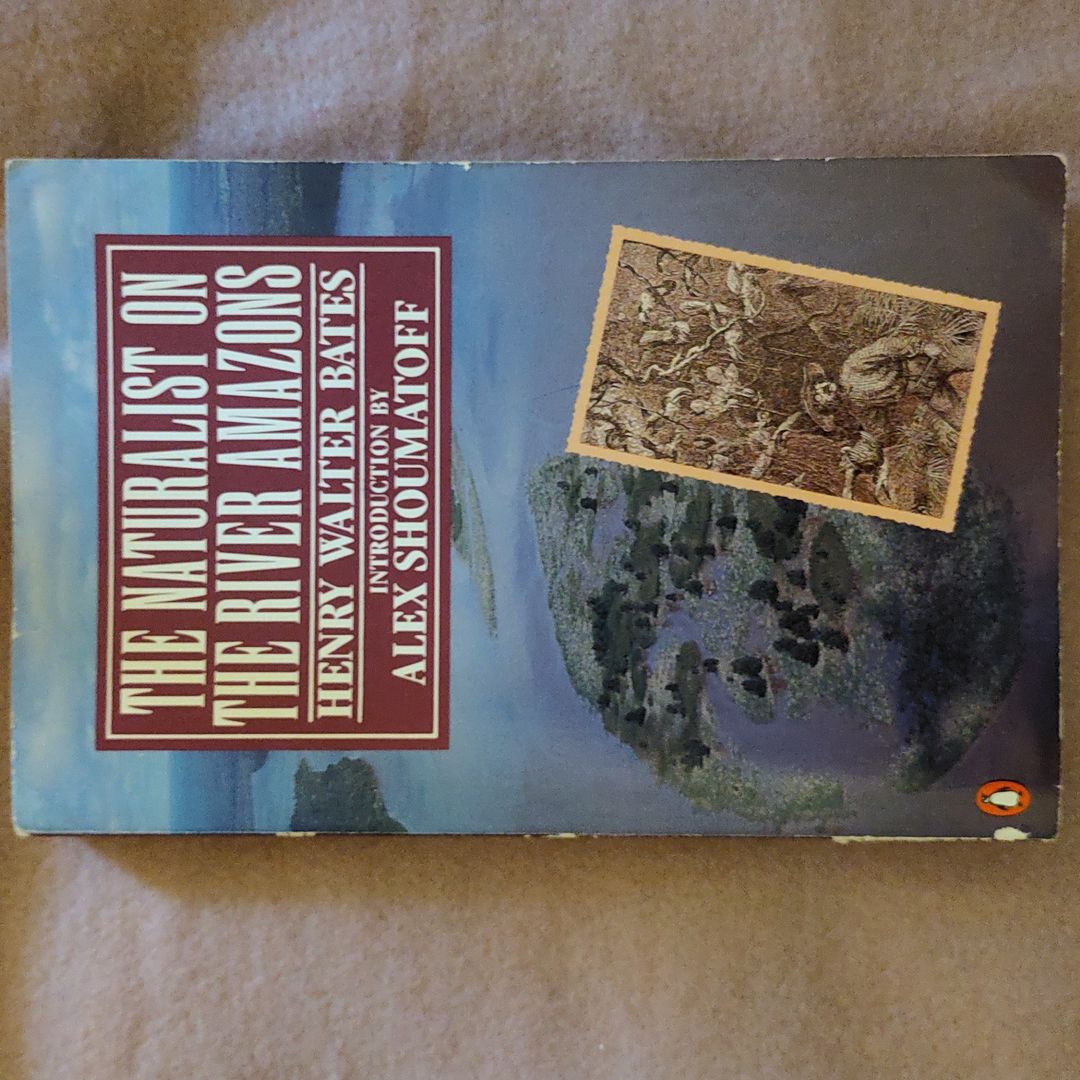 THE NATURALIST ON
THE RIVER AMAZONS
HENRY WALTER BATES
INTRODUCTION BY
ALEX SHOUMATOFF